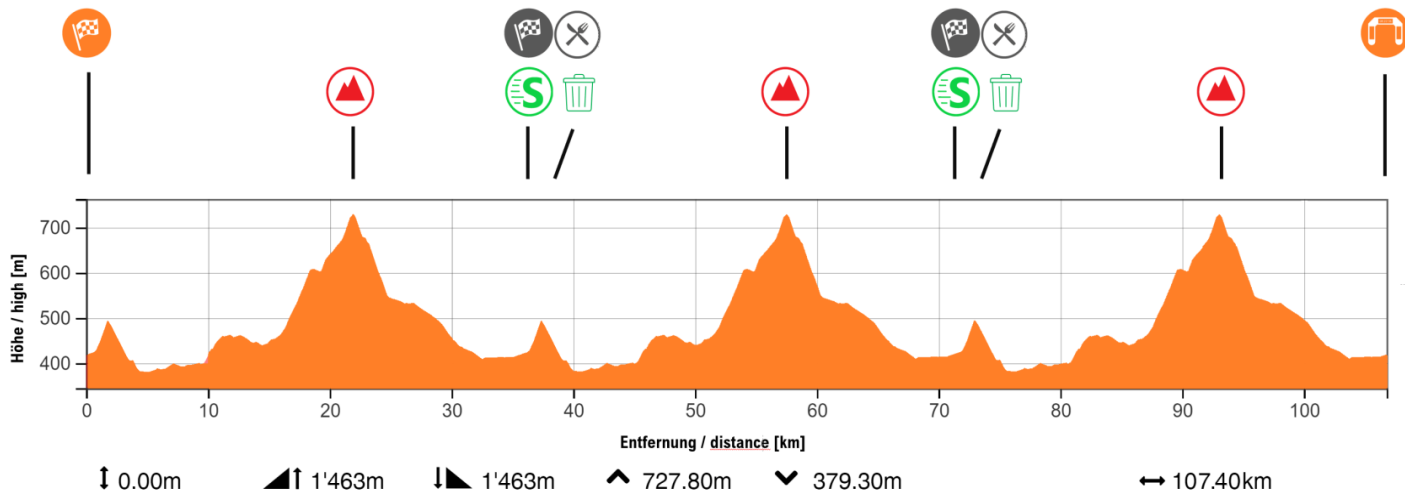 S
S
700
600
500
400
Höhe / high [m]
0 10 20 30 40 50 60 70 80 90 100
Entfernung / distance [km]
0.00m 1'463m 1'463m 727.80m 379.30m 107.40km